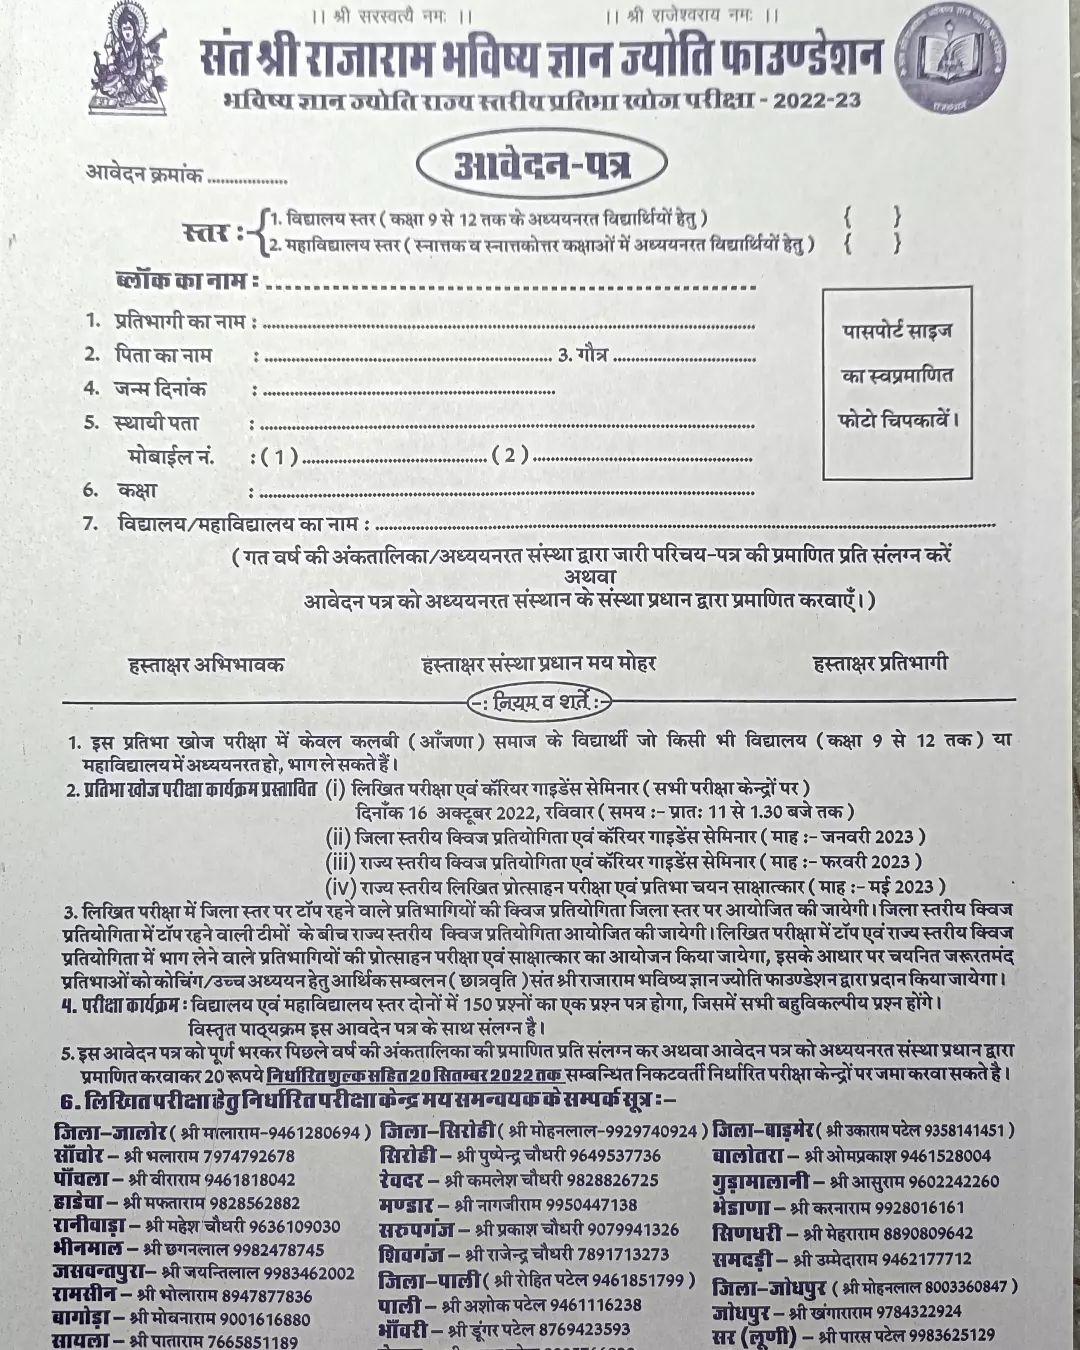 ।। श्री सरस्वत्यै नमः ।। ।। श्री राजेश्वराय नमः ।।
संत श्री राजाराम भविष्य ज्ञान ज्योति फाउण्डेशन
भविष्य ज्ञान ज्योति राज्य स्तरीय प्रतिभा खोज परीक्षा - 2022-23
आवेदन-पत्र
आवेदन क्रमांक .................
स्तर :- { 1. विद्यालय स्तर ( कक्षा 9 से 12 तक के अध्ययनरत विद्यार्थियों हेतु ) { }
2. महाविद्यालय स्तर ( स्नात्तक व स्नात्तकोत्तर कक्षाओं में अध्ययनरत विद्यार्थियों हेतु ) { }
ब्लॉक का नाम : ..........................................................
पासपोर्ट साइज
का स्वप्रमाणित
फोटो चिपकावें।
1. प्रतिभागी का नाम : ..........................................................
2. पिता का नाम : .................................... 3. गौत्र ....................
4. जन्म दिनांक : ....................................
5. स्थायी पता : ..........................................................
मोबाईल नं. : ( 1 ).............................. ( 2 )..............................
6. कक्षा : ..........................................................
7. विद्यालय/महाविद्यालय का नाम : ..........................................................
( गत वर्ष की अंकतालिका/अध्ययनरत संस्था द्वारा जारी परिचय-पत्र की प्रमाणित प्रति संलग्न करें
अथवा
आवेदन पत्र को अध्ययनरत संस्थान के संस्था प्रधान द्वारा प्रमाणित करवाएँ। )
हस्ताक्षर अभिभावक हस्ताक्षर संस्था प्रधान मय मोहर हस्ताक्षर प्रतिभागी
-: नियम व शर्ते :-
1. इस प्रतिभा खोज परीक्षा में केवल कलबी ( आँजणा ) समाज के विद्यार्थी जो किसी भी विद्यालय ( कक्षा 9 से 12 तक ) या
महाविद्यालय में अध्ययनरत हो, भाग ले सकते हैं।
2. प्रतिभा खोज परीक्षा कार्यक्रम प्रस्तावित (i) लिखित परीक्षा एवं कॅरियर गाइडेंस सेमिनार ( सभी परीक्षा केन्द्रों पर )
दिनाँक 16 अक्टूबर 2022, रविवार ( समय :- प्रातः 11 से 1.30 बजे तक )
(ii) जिला स्तरीय क्विज प्रतियोगिता एवं कॅरियर गाइडेंस सेमिनार ( माह :- जनवरी 2023 )
(iii) राज्य स्तरीय क्विज प्रतियोगिता एवं कॅरियर गाइडेंस सेमिनार ( माह :- फरवरी 2023 )
(iv) राज्य स्तरीय लिखित प्रोत्साहन परीक्षा एवं प्रतिभा चयन साक्षात्कार ( माह :- मई 2023 )
3. लिखित परीक्षा में जिला स्तर पर टॉप रहने वाले प्रतिभागियों की क्विज प्रतियोगिता जिला स्तर पर आयोजित की जायेगी। जिला स्तरीय क्विज
प्रतियोगिता में टॉप रहने वाली टीमों के बीच राज्य स्तरीय क्विज प्रतियोगिता आयोजित की जायेगी। लिखित परीक्षा में टॉप एवं राज्य स्तरीय क्विज
प्रतियोगिता में भाग लेने वाले प्रतिभागियों की प्रोत्साहन परीक्षा एवं साक्षात्कार का आयोजन किया जायेगा, इसके आधार पर चयनित जरूरतमंद
प्रतिभाओं को कोचिंग/उच्च अध्ययन हेतु आर्थिक सम्बलन ( छात्रवृति ) संत श्री राजाराम भविष्य ज्ञान ज्योति फाउण्डेशन द्वारा प्रदान किया जायेगा।
4. परीक्षा कार्यक्रम : विद्यालय एवं महाविद्यालय स्तर दोनों में 150 प्रश्नों का एक प्रश्न पत्र होगा, जिसमें सभी बहुविकल्पीय प्रश्न होंगे।
विस्तृत पाठ्यक्रम इस आवदेन पत्र के साथ संलग्न है।
5. इस आवेदन पत्र को पूर्ण भरकर पिछले वर्ष की अंकतालिका की प्रमाणित प्रति संलग्न कर अथवा आवेदन पत्र को अध्ययनरत संस्था प्रधान द्वारा
प्रमाणित करवाकर 20 रूपये निर्धारित शुल्क सहित 20 सितम्बर 2022 तक सम्बन्धित निकटवर्ती निर्धारित परीक्षा केन्द्रों पर जमा करवा सकते है।
6. लिखित परीक्षा हेतु निर्धारित परीक्षा केन्द्र मय समन्वयक के सम्पर्क सूत्र :-
जिला-जालोर ( श्री मालाराम-9461280694 )
साँचोर - श्री भलाराम 7974792678
पाँचला - श्री वीराराम 9461818042
हाडेचा - श्री मफताराम 9828562882
रानीवाड़ा - श्री महेश चौधरी 9636109030
भीनमाल - श्री छगनलाल 9982478745
जसवन्तपुरा- श्री जयन्तिलाल 9983462002
रामसीन - श्री भोलाराम 8947877836
बागोड़ा - श्री मोवनाराम 9001616880
सायला - श्री पाताराम 7665851189
जिला-सिरोही ( श्री मोहनलाल-9929740924 )
सिरोही - श्री पुष्पेन्द्र चौधरी 9649537736
रेवदर - श्री कमलेश चौधरी 9828826725
मण्डार - श्री नागजीराम 9950447138
सरुपगंज - श्री प्रकाश चौधरी 9079941326
शिवगंज - श्री राजेन्द्र चौधरी 7891713273
जिला-पाली ( श्री रोहित पटेल 9461851799 )
पाली - श्री अशोक पटेल 9461116238
भाँवरी - श्री डूंगर पटेल 8769423593
जिला-बाड़मेर ( श्री उकाराम पटेल 9358141451 )
बालोतरा - श्री ओमप्रकाश 9461528004
गुड़ामालानी - श्री आसुराम 9602242260
भेडाणा - श्री करनाराम 9928016161
सिणधरी - श्री मेहराराम 8890809642
समदड़ी - श्री उम्मेदाराम 9462177712
जिला-जोधपुर ( श्री मोहनलाल 8003360847 )
जोधपुर - श्री खंगाराराम 9784322924
सर (लूणी) - श्री पारस पटेल 9983625129